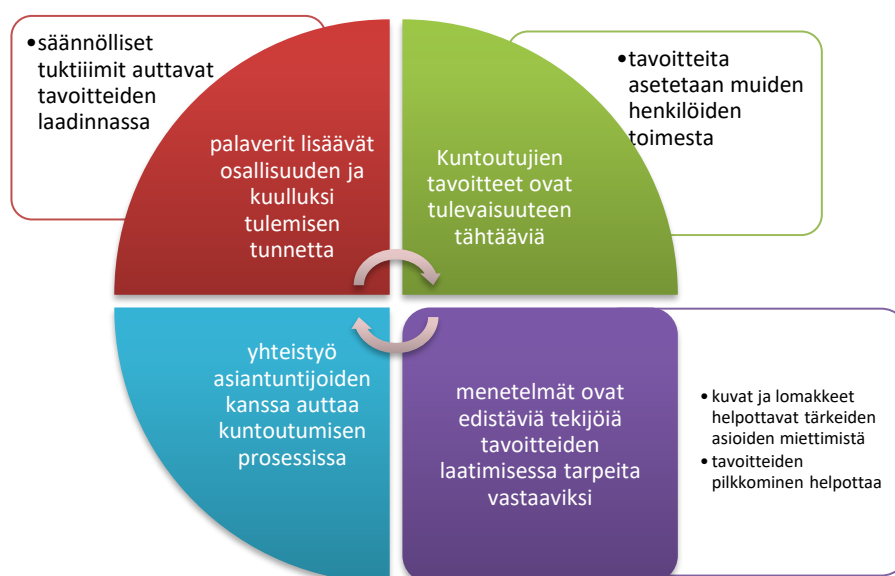 •säännölliset
tuktiiimit auttavat
tavoitteiden
laadinnassa
palaverit lisäävät
osallisuuden ja
kuulluksi
tulemisen
tunnetta
•tavoitteita
asetetaan muiden
henkilöiden
toimesta
Kuntoutujien
tavoitteet ovat
tulevaisuuteen
tähtääviä
yhteistyö
asiantuntijoiden
kanssa auttaa
kuntoutumisen
prosessissa
menetelmät ovat
edistäviä tekijöiä
tavoitteiden
laatimisessa tarpeita
vastaaviksi
• kuvat ja lomakkeet
helpottavat tärkeiden
asioiden miettimistä
• tavoitteiden
pilkkominen helpottaa